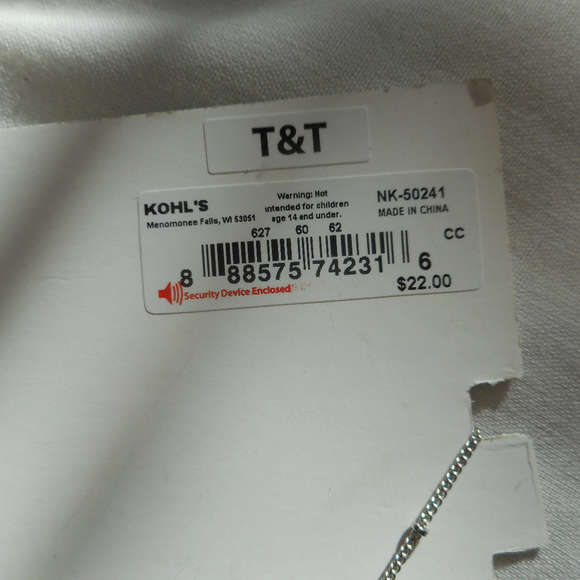 T&T
KOHL'S
Menomonee Falls, WI 53051
Warning: Not
intended for children
age 14 and under.
NK-50241
MADE IN CHINA
627 60 62
CC
8 88575 74231 6
Security Device Enclosed
$22.00